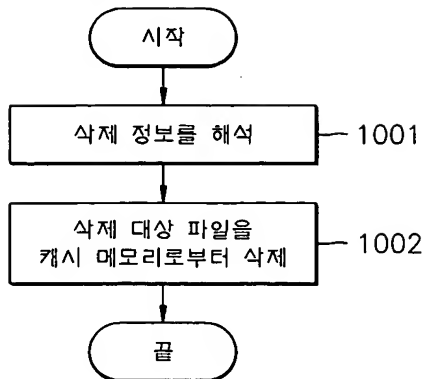 시작
삭제 정보를 해석
1001
삭제 대상 파일을
캐시 메모리로부터 삭제
1002
끝